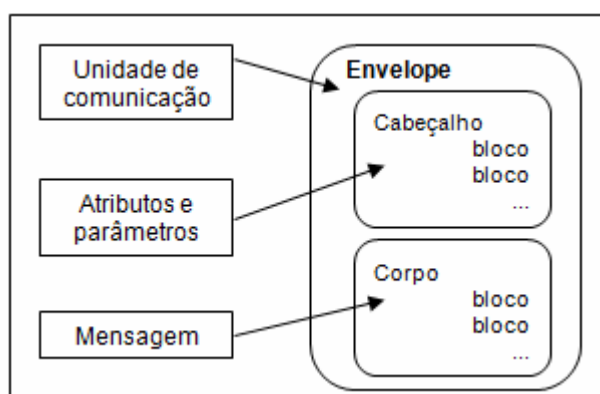 Unidade de
comunicação
Envelope
Cabeçalho
bloco
bloco
...
Atributos e
parâmetros
Corpo
bloco
bloco
...
Mensagem